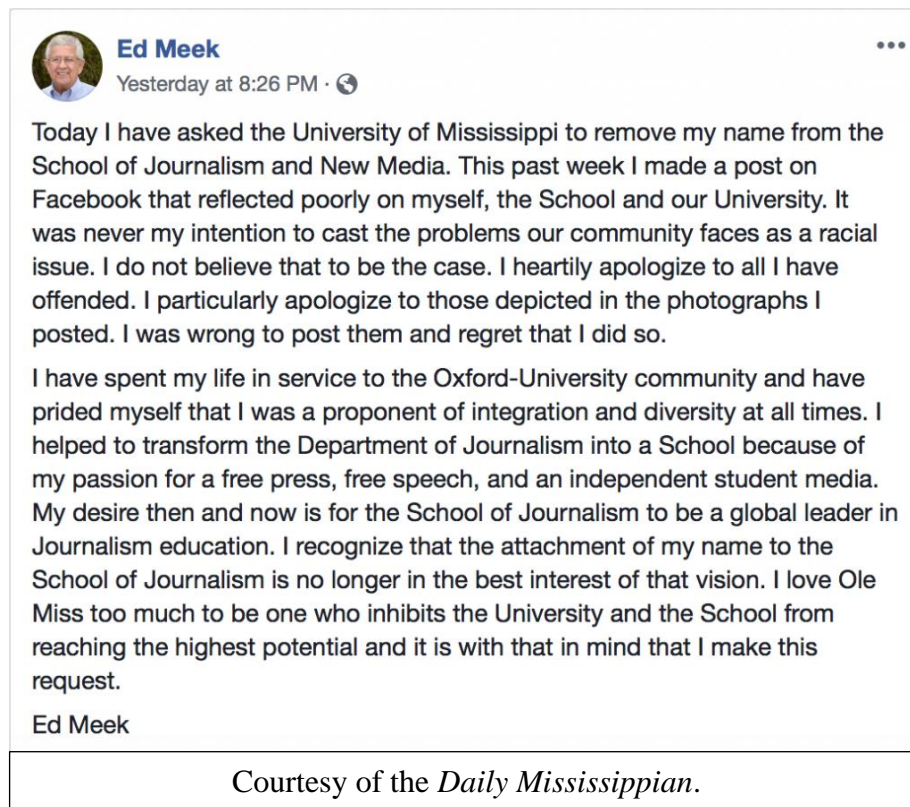 Ed Meek
Yesterday at 8:26 PM ·
Today I have asked the University of Mississippi to remove my name from the
School of Journalism and New Media. This past week I made a post on
Facebook that reflected poorly on myself, the School and our University. It
was never my intention to cast the problems our community faces as a racial
issue. I do not believe that to be the case. I heartily apologize to all I have
offended. I particularly apologize to those depicted in the photographs I
posted. I was wrong to post them and regret that I did so.
I have spent my life in service to the Oxford-University community and have
prided myself that I was a proponent of integration and diversity at all times. I
helped to transform the Department of Journalism into a School because of
my passion for a free press, free speech, and an independent student media.
My desire then and now is for the School of Journalism to be a global leader in
Journalism education. I recognize that the attachment of my name to the
School of Journalism is no longer in the best interest of that vision. I love Ole
Miss too much to be one who inhibits the University and the School from
reaching the highest potential and it is with that in mind that I make this
request.
Ed Meek
Courtesy of the Daily Mississippian.